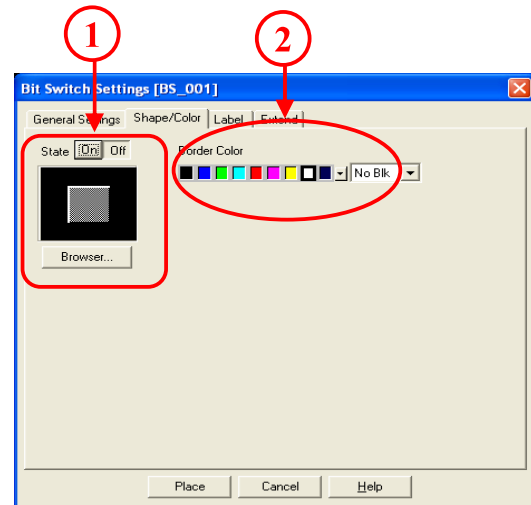 1 2
Bit Switch Settings [BS_001]
General Settings Shape/Color Label Extend
State On Off Border Color
No Blk
Browser...
Place Cancel Help